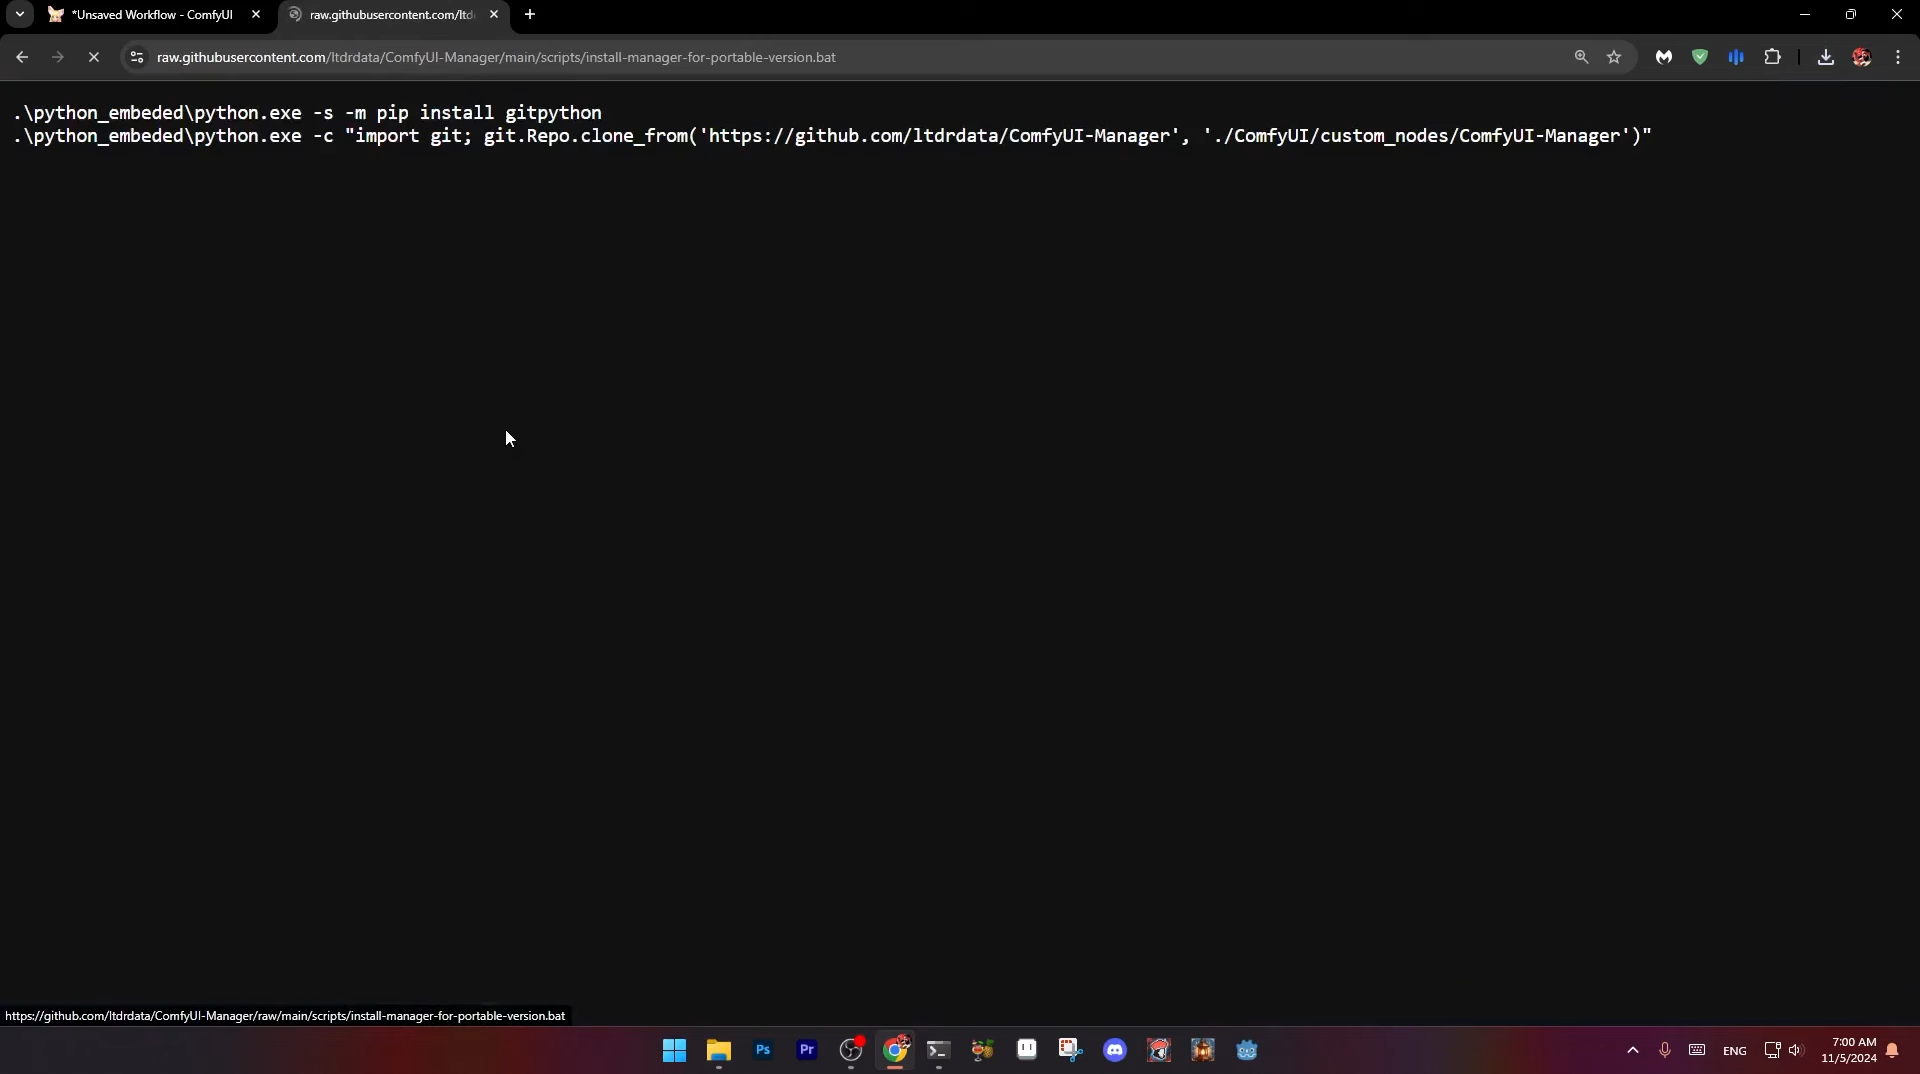 *Unsaved Workflow - ComfyUI
raw.githubusercontent.com/ltd
raw.githubusercontent.com/ltdrdata/ComfyUI-Manager/main/scripts/install-manager-for-portable-version.bat
.\python_embeded\python.exe -s -m pip install gitpython
.\python_embeded\python.exe -c "import git; git.Repo.clone_from('https://github.com/ltdrdata/ComfyUI-Manager', './ComfyUI/custom_nodes/ComfyUI-Manager')"
https://github.com/ltdrdata/ComfyUI-Manager/raw/main/scripts/install-manager-for-portable-version.bat
Ps
Pr
ENG
7:00 AM
11/5/2024